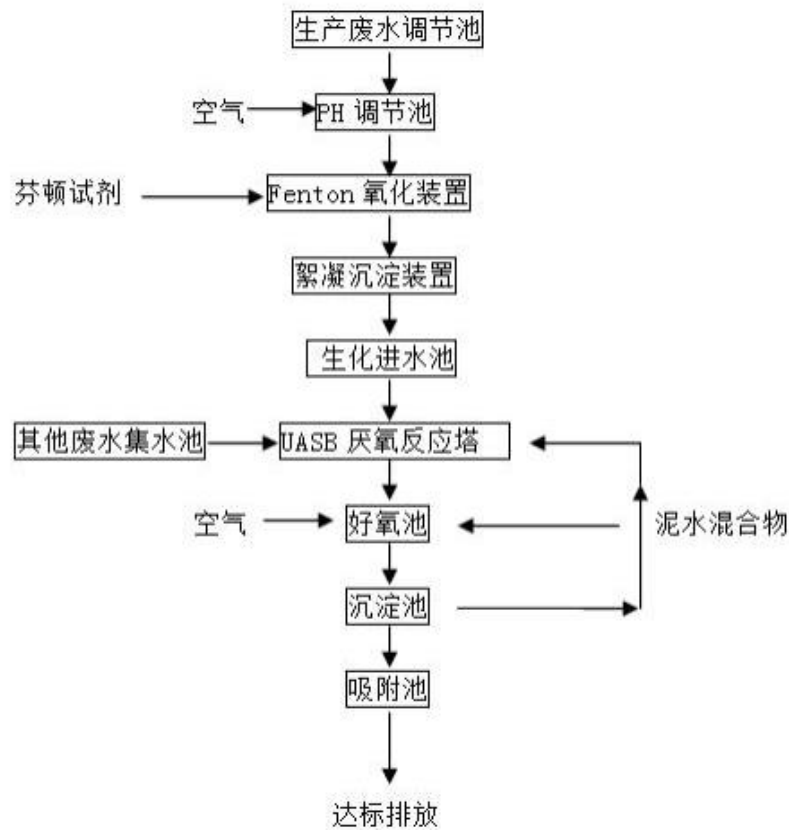 生产废水调节池
空气
PH 调节池
芬顿试剂
Fenton 氧化装置
絮凝沉淀装置
生化进水池
其他废水集水池
UASB 厌氧反应塔
空气
好氧池
泥水混合物
沉淀池
吸附池
达标排放